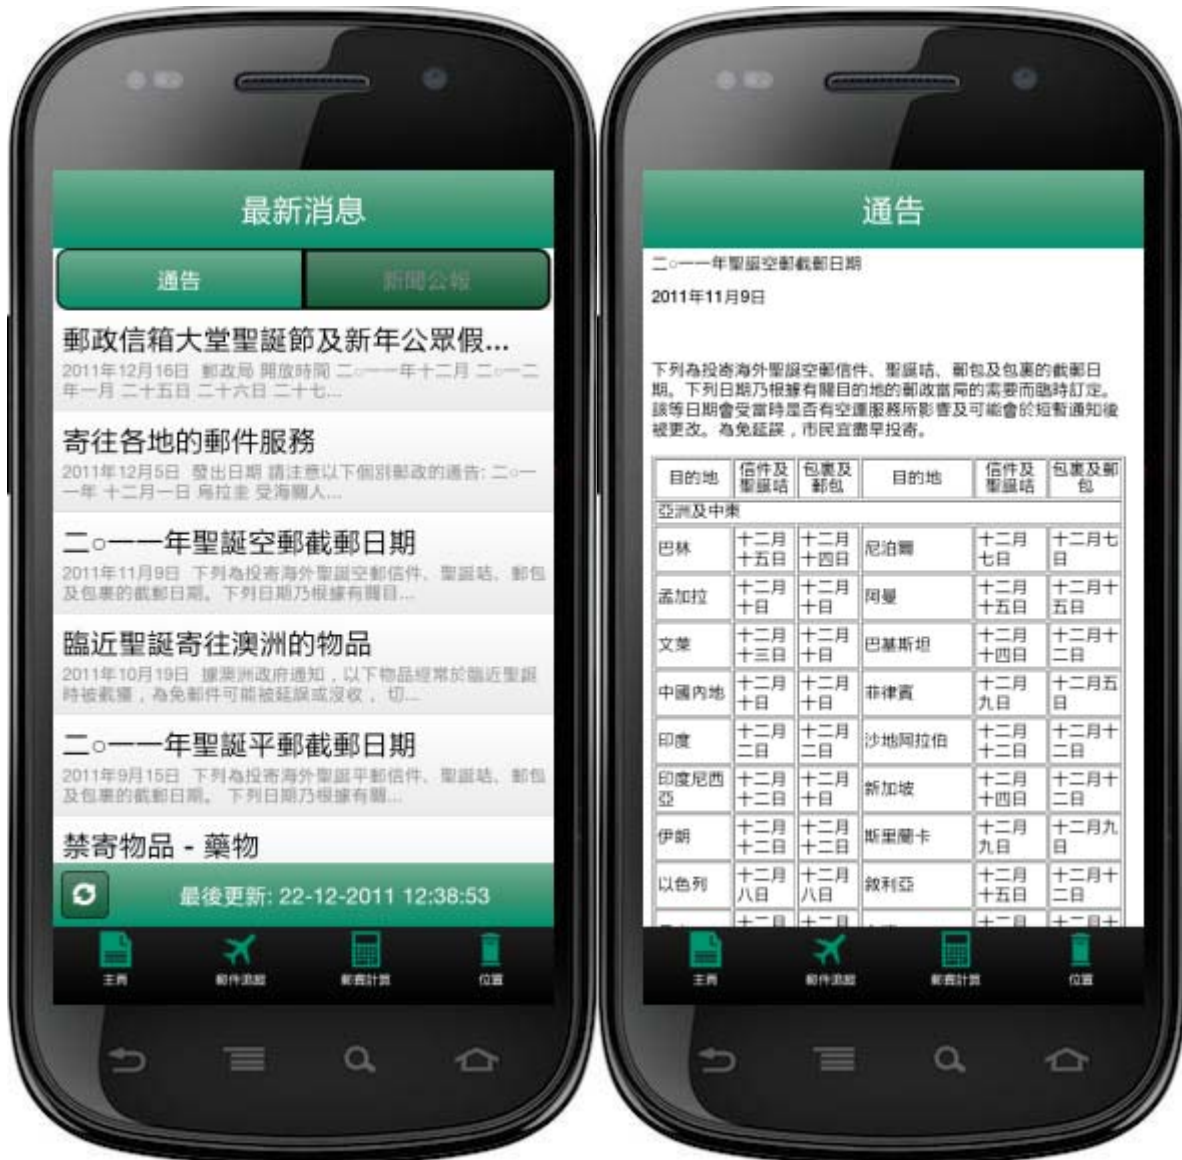 最新消息
通告
新聞公報
郵政信箱大堂聖誕節及新年公眾假...
2011年12月16日 郵政局 開放時間 二○一一年十二月 二○一二
年一月 二十五日 二十六日 二十七...
寄往各地的郵件服務
2011年12月5日 發出日期 請注意以下個別郵政的通告: 二○一
一年 十二月一日 烏拉圭 受海關人...
二○一一年聖誕空郵截郵日期
2011年11月9日 下列為投寄海外聖誕空郵信件、聖誕咭、郵包
及包裹的截郵日期。下列日期乃根據有關目...
臨近聖誕寄往澳洲的物品
2011年10月19日 據澳洲政府通知，以下物品經常於臨近聖誕
時被截獲，為免郵件可能被延誤或沒收， 切...
二○一一年聖誕平郵截郵日期
2011年9月15日 下列為投寄海外聖誕平郵信件、聖誕咭、郵包
及包裹的截郵日期。 下列日期乃根據有關...
禁寄物品 - 藥物
最後更新: 22-12-2011 12:38:53
主頁 郵件追蹤 郵費計算 位置
通告
二○一一年聖誕空郵截郵日期
2011年11月9日
下列為投寄海外聖誕空郵信件、聖誕咭、郵包及包裹的截郵日
期。下列日期乃根據有關目的地的郵政當局的需要而臨時訂定。
該等日期會受當時是否有空運服務所影響及可能會於短暫通知後
被更改。為免延誤，市民宜盡早投寄。
目的地 信件及聖誕咭 包裹及郵包 目的地 信件及聖誕咭 包裹及郵包
亞洲及中東
巴林 十二月十五日 十二月十四日 尼泊爾 十二月七日 十二月七日
孟加拉 十二月十日 十二月十日 阿曼 十二月十五日 十二月十五日
文萊 十二月十三日 十二月十日 巴基斯坦 十二月十四日 十二月十二日
中國內地 十二月十日 十二月十日 菲律賓 十二月九日 十二月五日
印度 十二月二日 十二月二日 沙地阿拉伯 十二月十二日 十二月十二日
印度尼西亞 十二月十二日 十二月十日 新加坡 十二月十四日 十二月十二日
伊朗 十二月十二日 十二月十二日 斯里蘭卡 十二月九日 十二月九日
以色列 十二月八日 十二月八日 敘利亞 十二月十五日 十二月十二日
主頁 郵件追蹤 郵費計算 位置